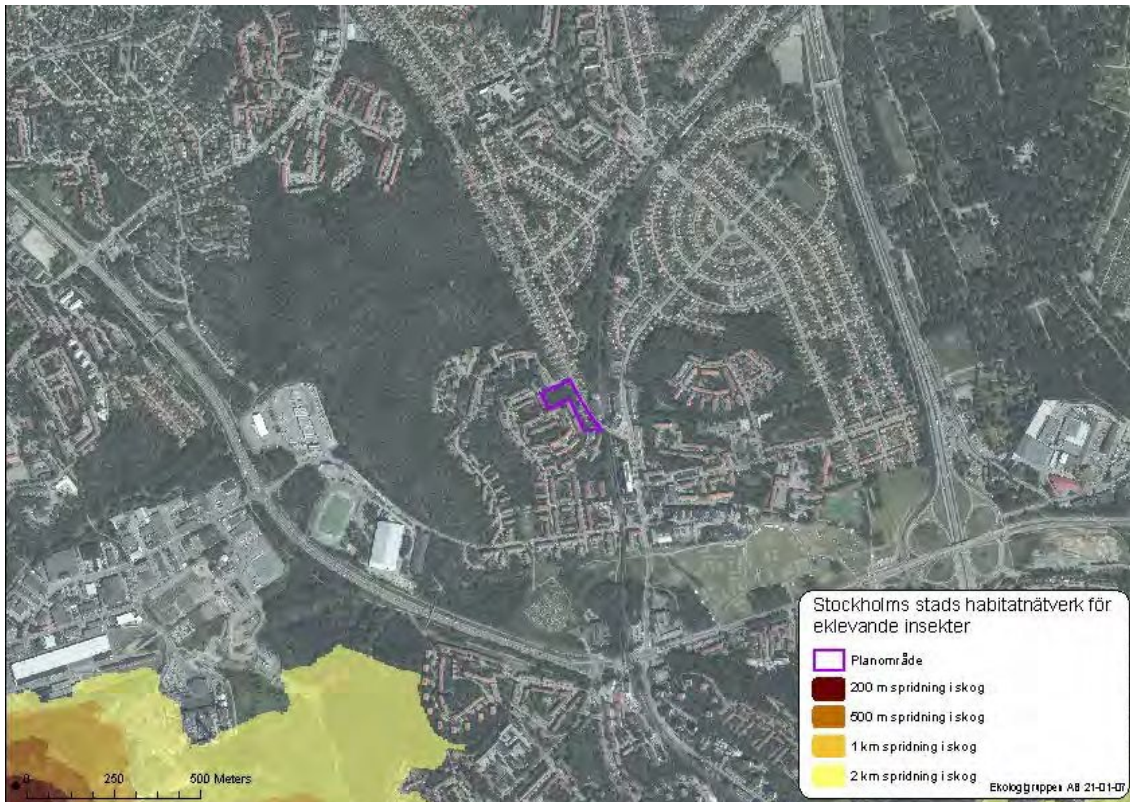 Stockholms stads habitatnätverk för
eklevande insekter
Planområde
200 m spridning i skog
500 m spridning i skog
1 km spridning i skog
2 km spridning i skog
Ekologigruppen AB 21-01-07
0 250 500 Meters